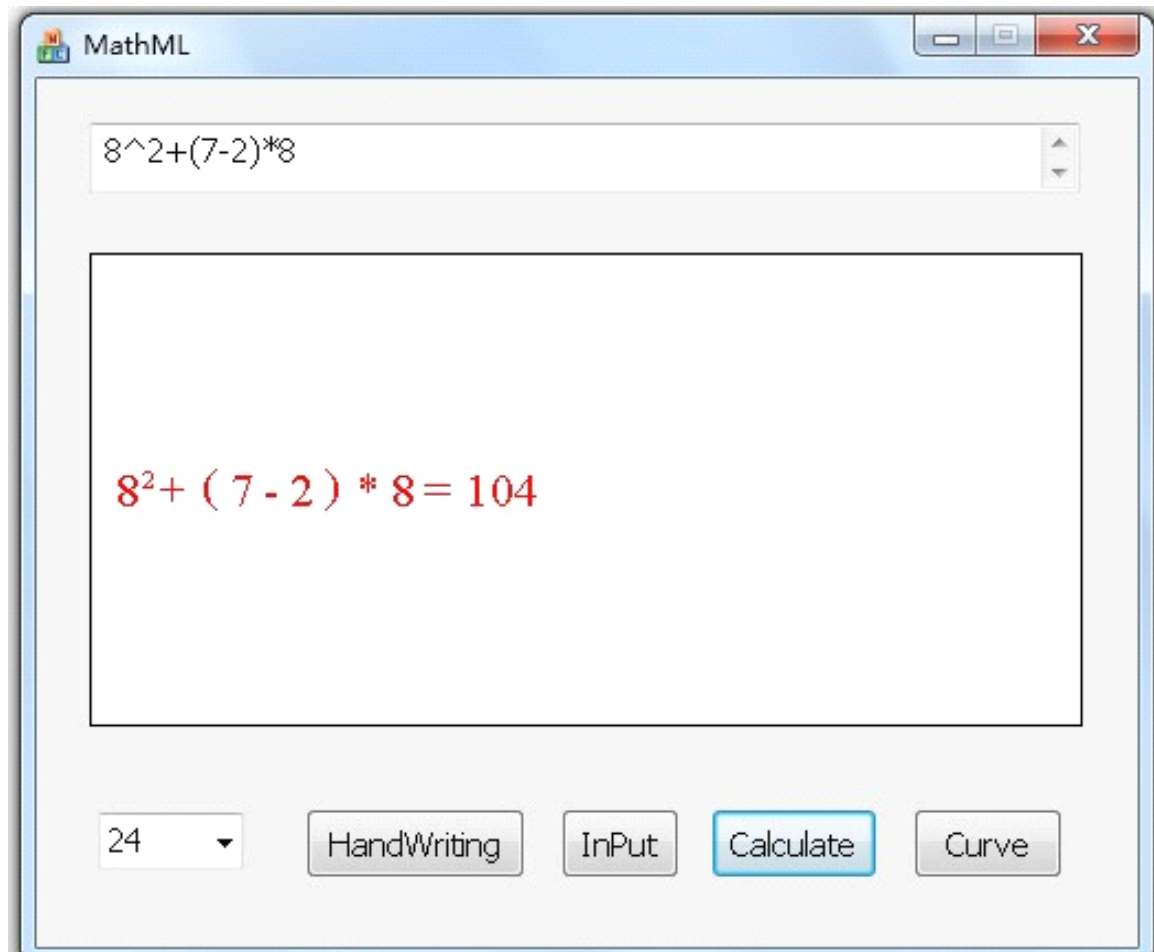 MathML
8^2+(7-2)*8
8²+ ( 7 - 2 ) * 8 = 104
24 HandWriting InPut Calculate Curve